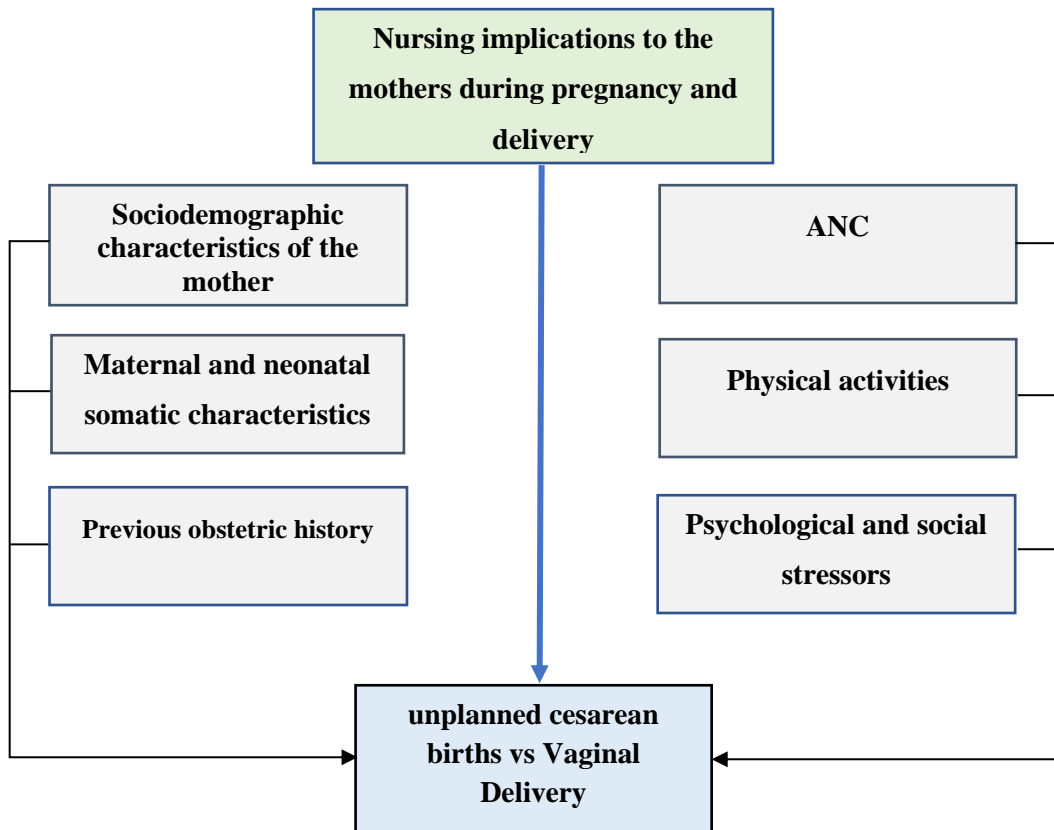 Nursing implications to the
mothers during pregnancy and
delivery
Sociodemographic
characteristics of the
mother
Maternal and neonatal
somatic characteristics
Previous obstetric history
ANC
Physical activities
Psychological and social
stressors
unplanned cesarean
births vs Vaginal
Delivery